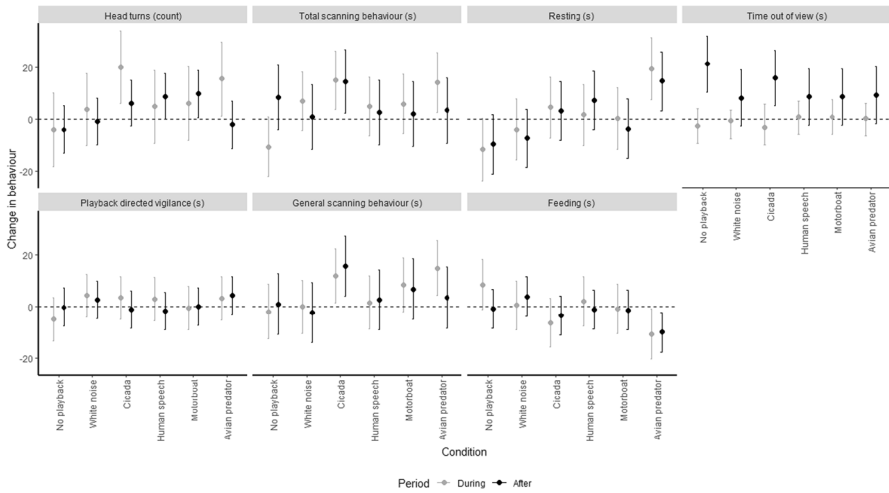 Head turns (count)
Total scanning behaviour (s)
Resting (s)
Time out of view (s)
20
0
-20
No playback
White noise
Cicada
Human speech
Motorboat
Avian predator
Change in behaviour
Playback directed vigilance (s)
General scanning behaviour (s)
Feeding (s)
20
0
-20
No playback
White noise
Cicada
Human speech
Motorboat
Avian predator
No playback
White noise
Cicada
Human speech
Motorboat
Avian predator
No playback
White noise
Cicada
Human speech
Motorboat
Avian predator
Condition
Period During After